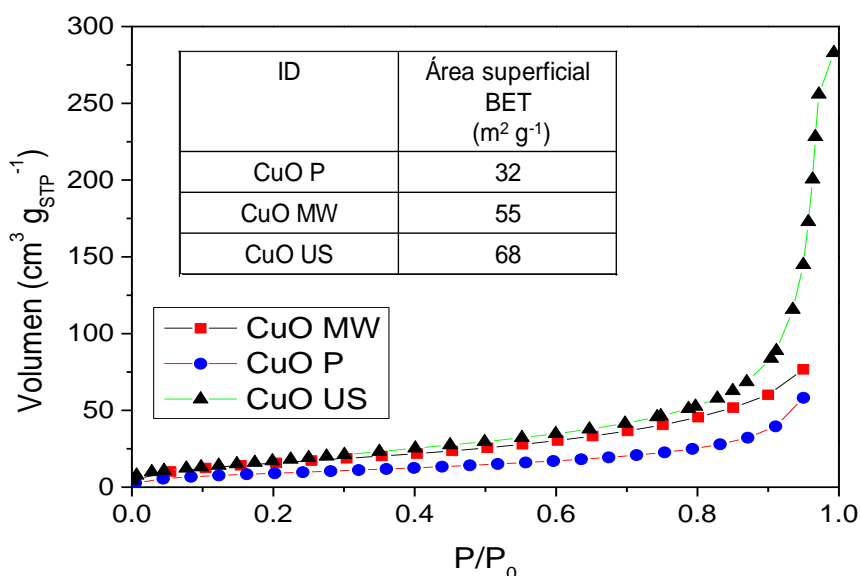 300
250
200
150
100
50
0
Volumen (cm³ g_STP⁻¹)
ID Área superficial
BET
(m² g⁻¹)
CuO P 32
CuO MW 55
CuO US 68
CuO MW
CuO P
CuO US
0.0 0.2 0.4 0.6 0.8 1.0
P/P₀